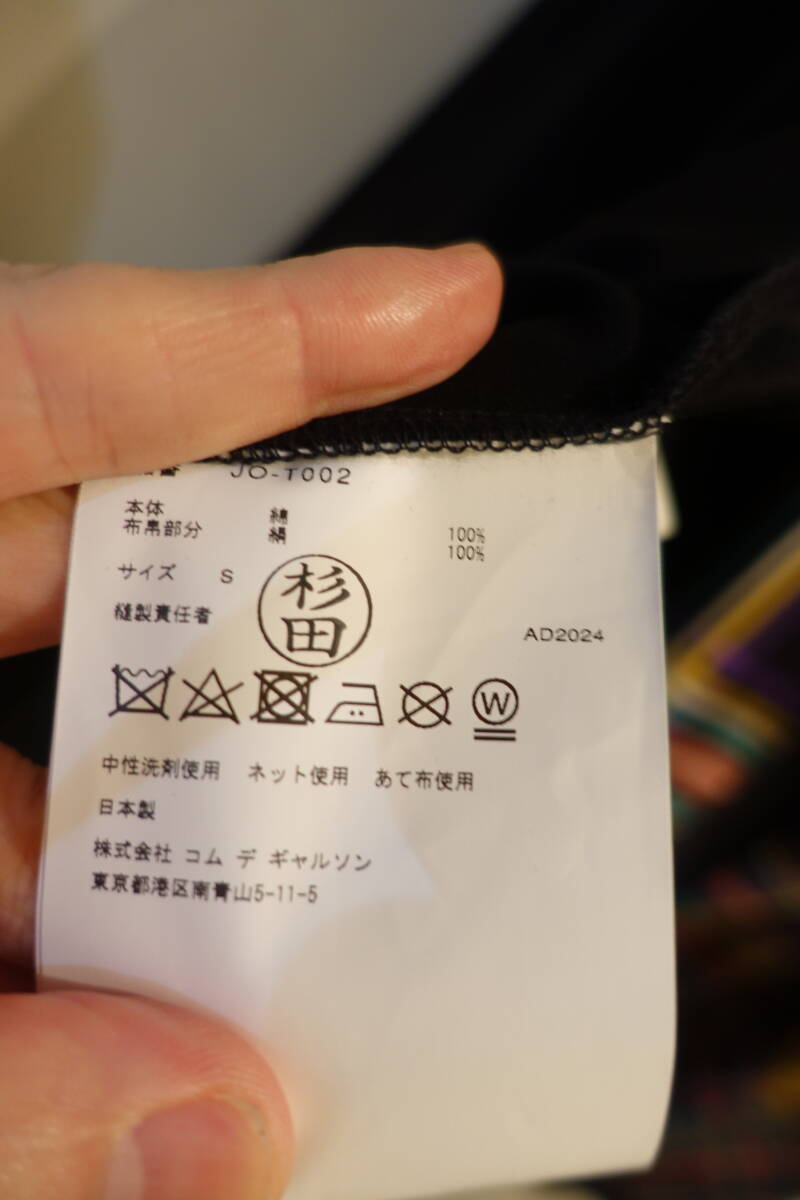 JO-T002
本体 綿 100%
布帛部分 絹 100%
サイズ S
杉田
縫製責任者
AD2024
W
中性洗剤使用 ネット使用 あて布使用
日本製
株式会社 コム デ ギャルソン
東京都港区南青山5-11-5